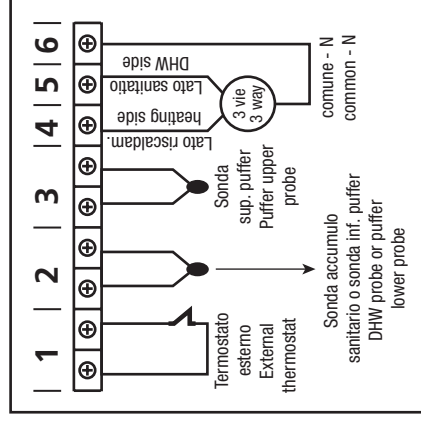 1 2 3 4 5 6
Termostato
esterno
External
thermostat
Sonda accumulo
sanitario o sonda inf. puffer
DHW probe or puffer
lower probe
Sonda
sup. puffer
Puffer upper
probe
Lato riscaldam.
heating side
Lato sanitatio
DHW side
3 vie
3 way
comune - N
common - N